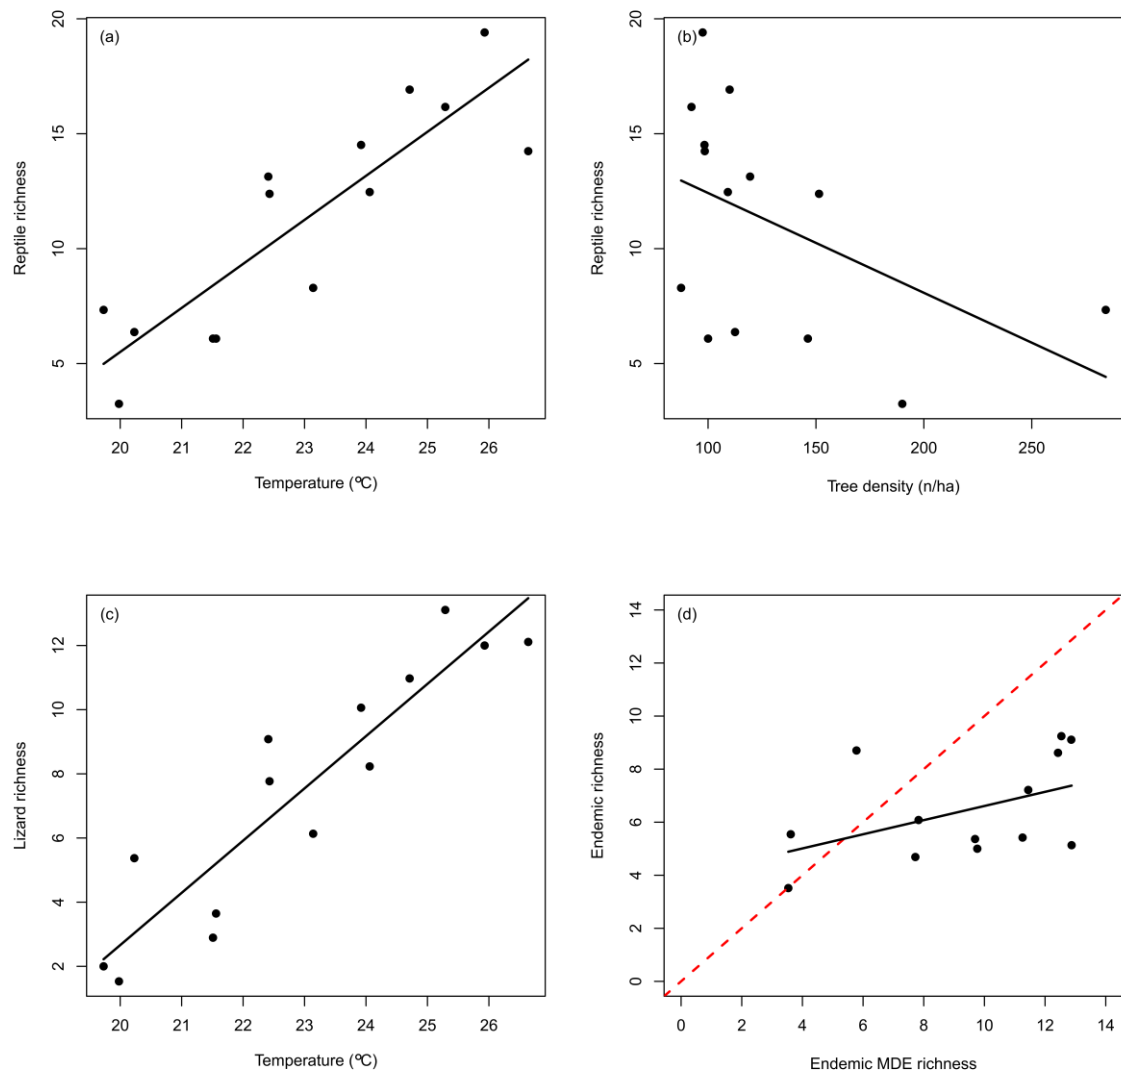 (a)
Reptile richness
5
10
15
20
20 21 22 23 24 25 26
Temperature (ºC)
(b)
Reptile richness
5
10
15
20
100 150 200 250
Tree density (n/ha)
(c)
Lizard richness
2
4
6
8
10
12
20 21 22 23 24 25 26
Temperature (ºC)
(d)
Endemic richness
0
2
4
6
8
10
12
14
0 2 4 6 8 10 12 14
Endemic MDE richness